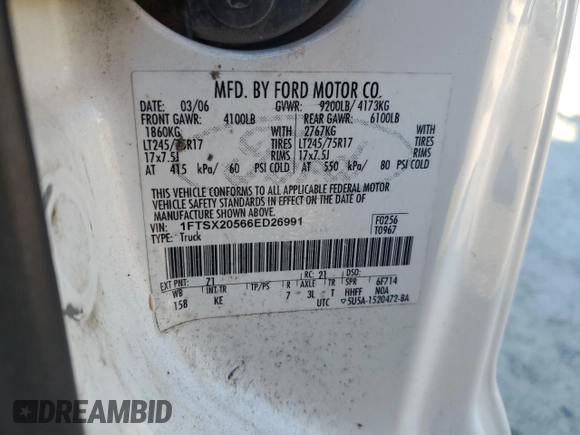 MFD. BY FORD MOTOR CO.
DATE: 03/06 GVWR: 9200LB/ 4173KG
FRONT GAWR: 4100LB REAR GAWR: 6100LB
1860KG WITH 2767KG WITH
LT245/75R17 TIRES LT245/75R17 TIRES
17x7.5J RIMS 17x7.5J RIMS
AT 415 kPa/ 60 PSI COLD AT 550 kPa/ 80 PSI COLD
THIS VEHICLE CONFORMS TO ALL APPLICABLE FEDERAL MOTOR
VEHICLE SAFETY STANDARDS IN EFFECT ON THE DATE OF
MANUFACTURE SHOWN ABOVE.
VIN: 1FTSX20566ED26991 F0256
TYPE: Truck T0967
EXT PNT: Z1 RC: 21 DSO:
WB INT TR TP/PS R AXLE TR SPR 6F714
158 KE 7 3L T HHFF NOA
UTC ▽5U5A-1520472-BA
DREAMBID